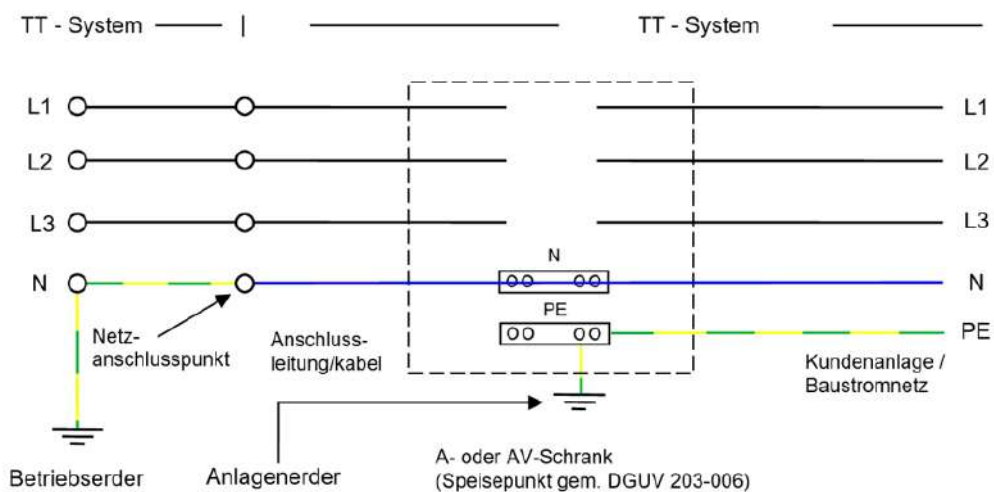 TT - System
TT - System
L1
L1
L2
L2
L3
L3
N
N
N
PE
PE
Netz-
anschlusspunkt
Anschluss-
leitung/kabel
Kundenanlage /
Baustromnetz
Betriebserder
Anlagenerder
A- oder AV-Schrank
(Speisepunkt gem. DGUV 203-006)